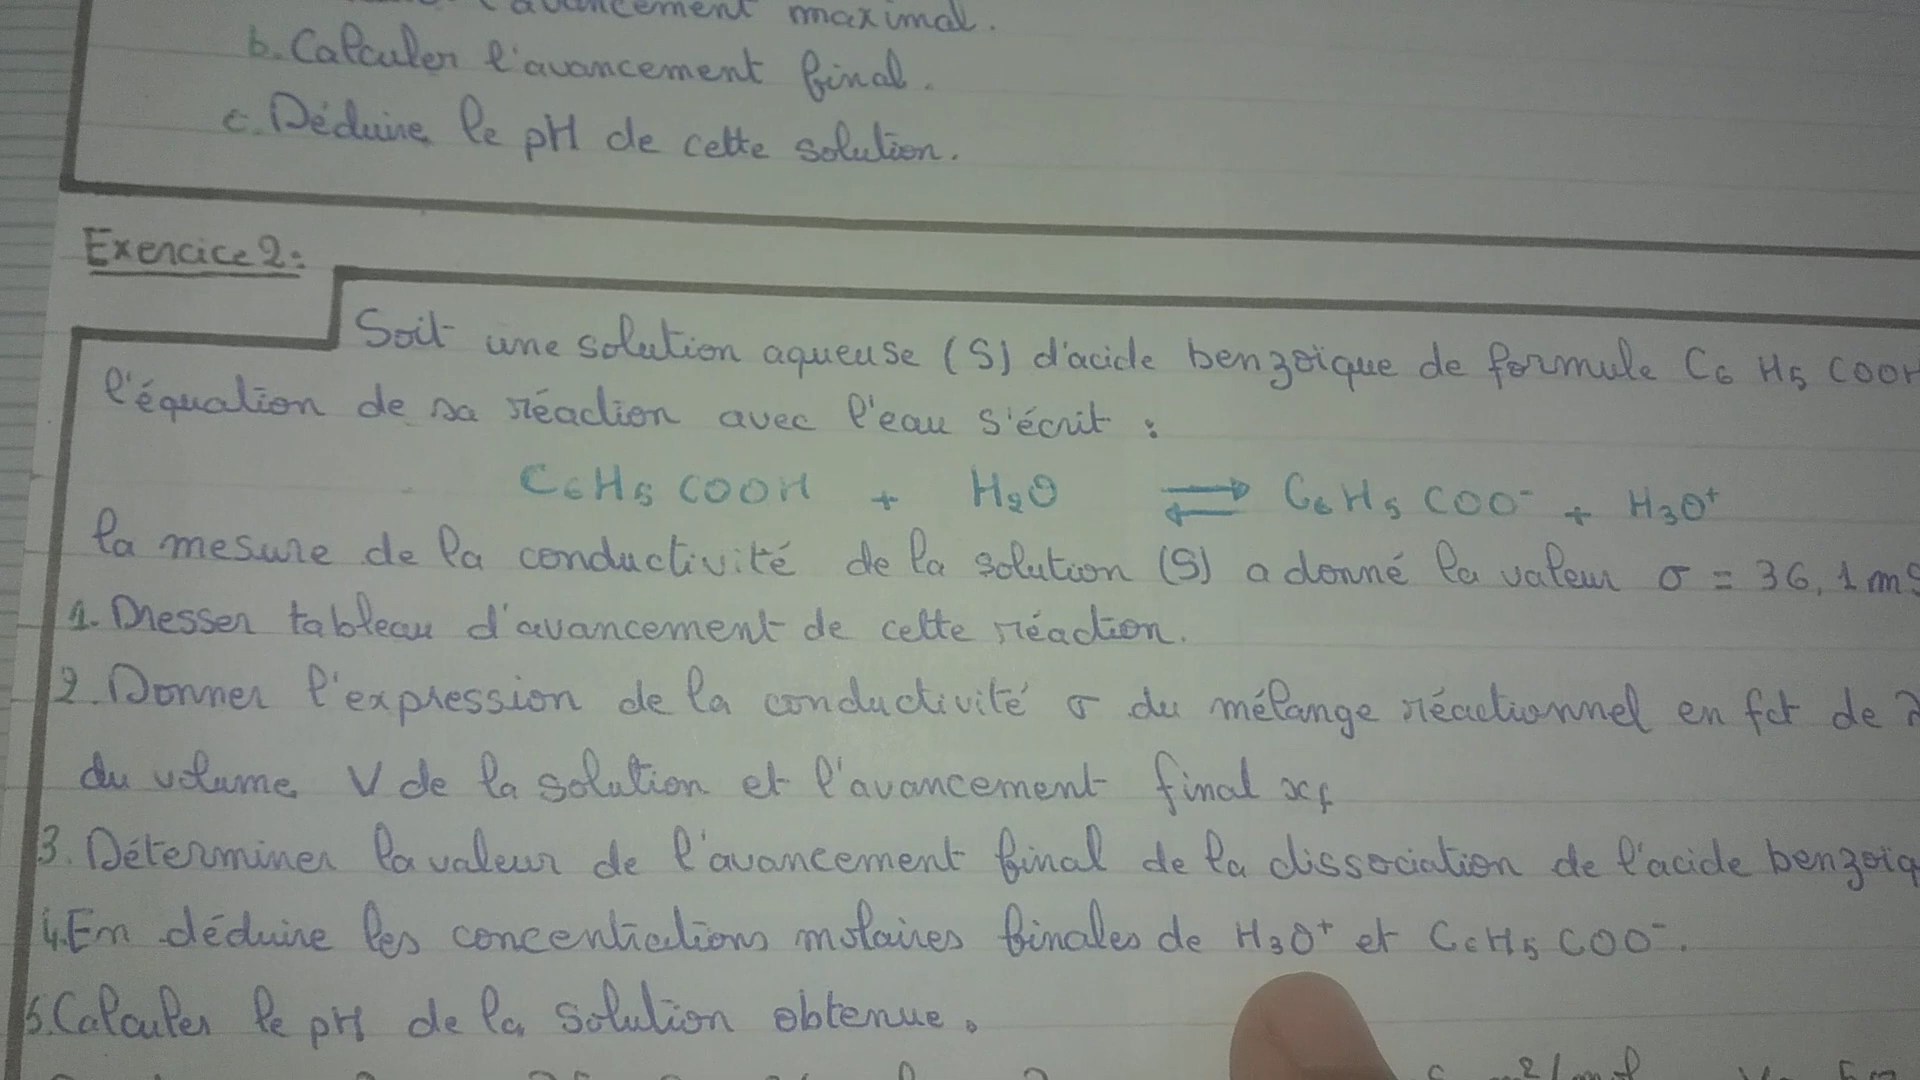 l'avancement maximal.
b. Calculer l'avancement final.
c. Déduire le pH de cette solution.
Exercice 2:
Soit une solution aqueuse (S) d'acide benzoïque de formule C6 H5 COOH
l'équation de sa réaction avec l'eau s'écrit :
C6H5 COOH + H2O ⇌ C6H5 COO- + H3O+
la mesure de la conductivité de la solution (S) a donné la valeur σ = 36,1 mS
1. Dresser tableau d'avancement de cette réaction.
2. Donner l'expression de la conductivité σ du mélange réactionnel en fct de λ
du volume V de la solution et l'avancement final xf
3. Déterminer la valeur de l'avancement final de la dissociation de l'acide benzoïq
4. En déduire les concentrations molaires finales de H3O+ et C6H5 COO-.
5. Calculer le pH de la solution obtenue.